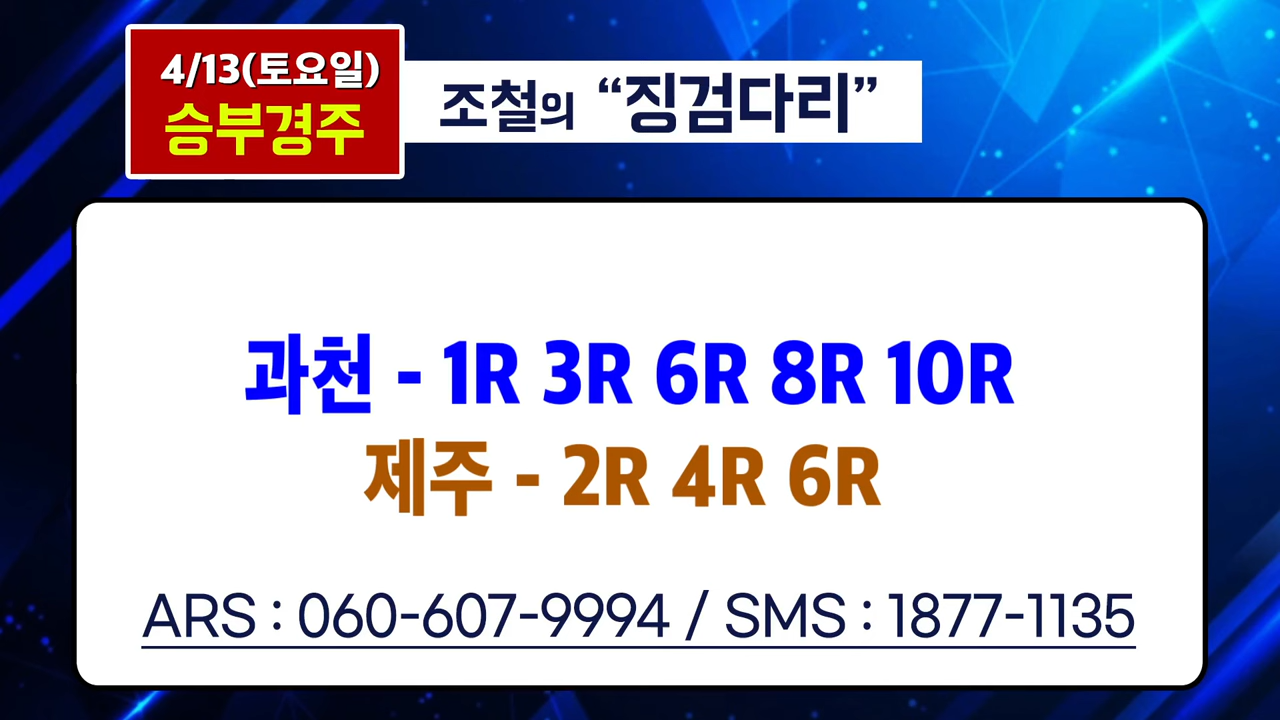 4/13(토요일)
승부경주
조철의 “징검다리”
과천 - 1R 3R 6R 8R 10R
제주 - 2R 4R 6R
ARS : 060-607-9994 / SMS : 1877-1135